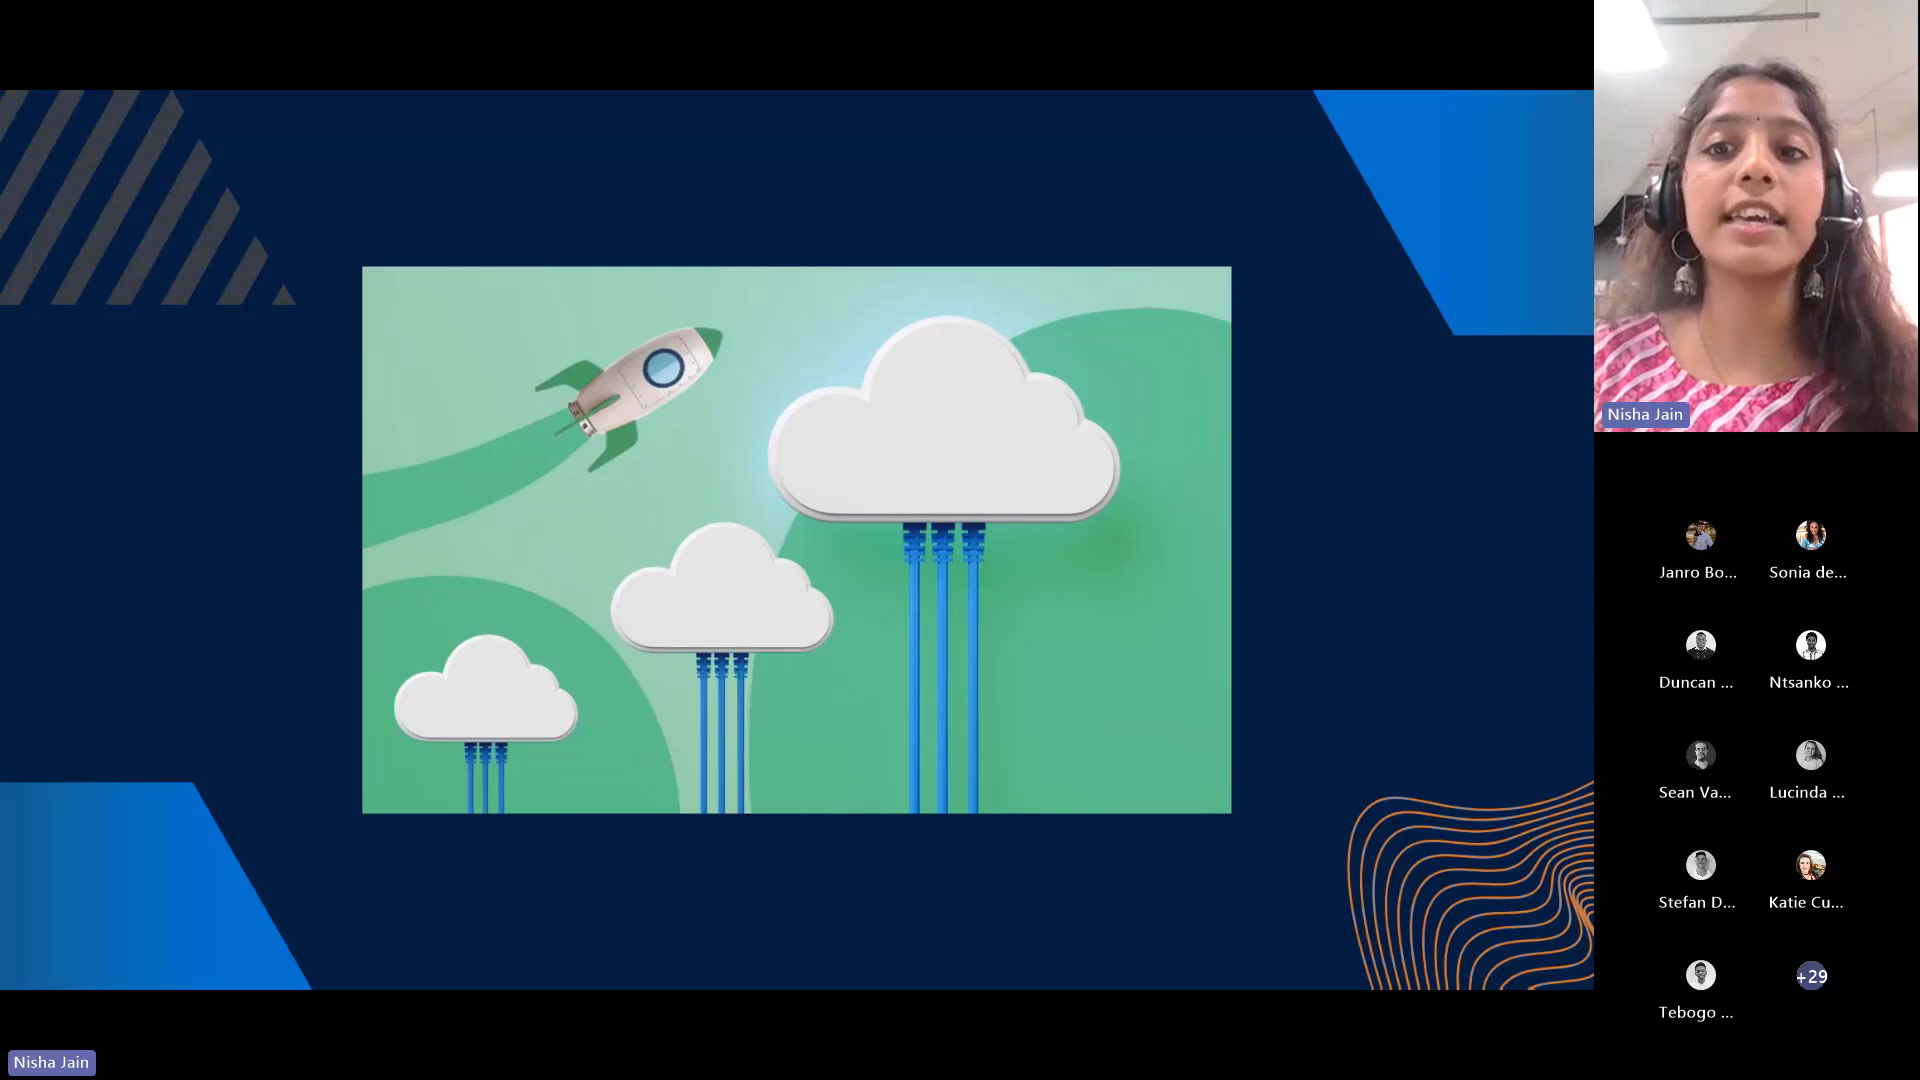 Nisha Jain
Janro Bo...
Sonia de...
Duncan ...
Ntsanko ...
Sean Va...
Lucinda ...
Stefan D...
Katie Cu...
Tebogo ...
+29
Nisha Jain